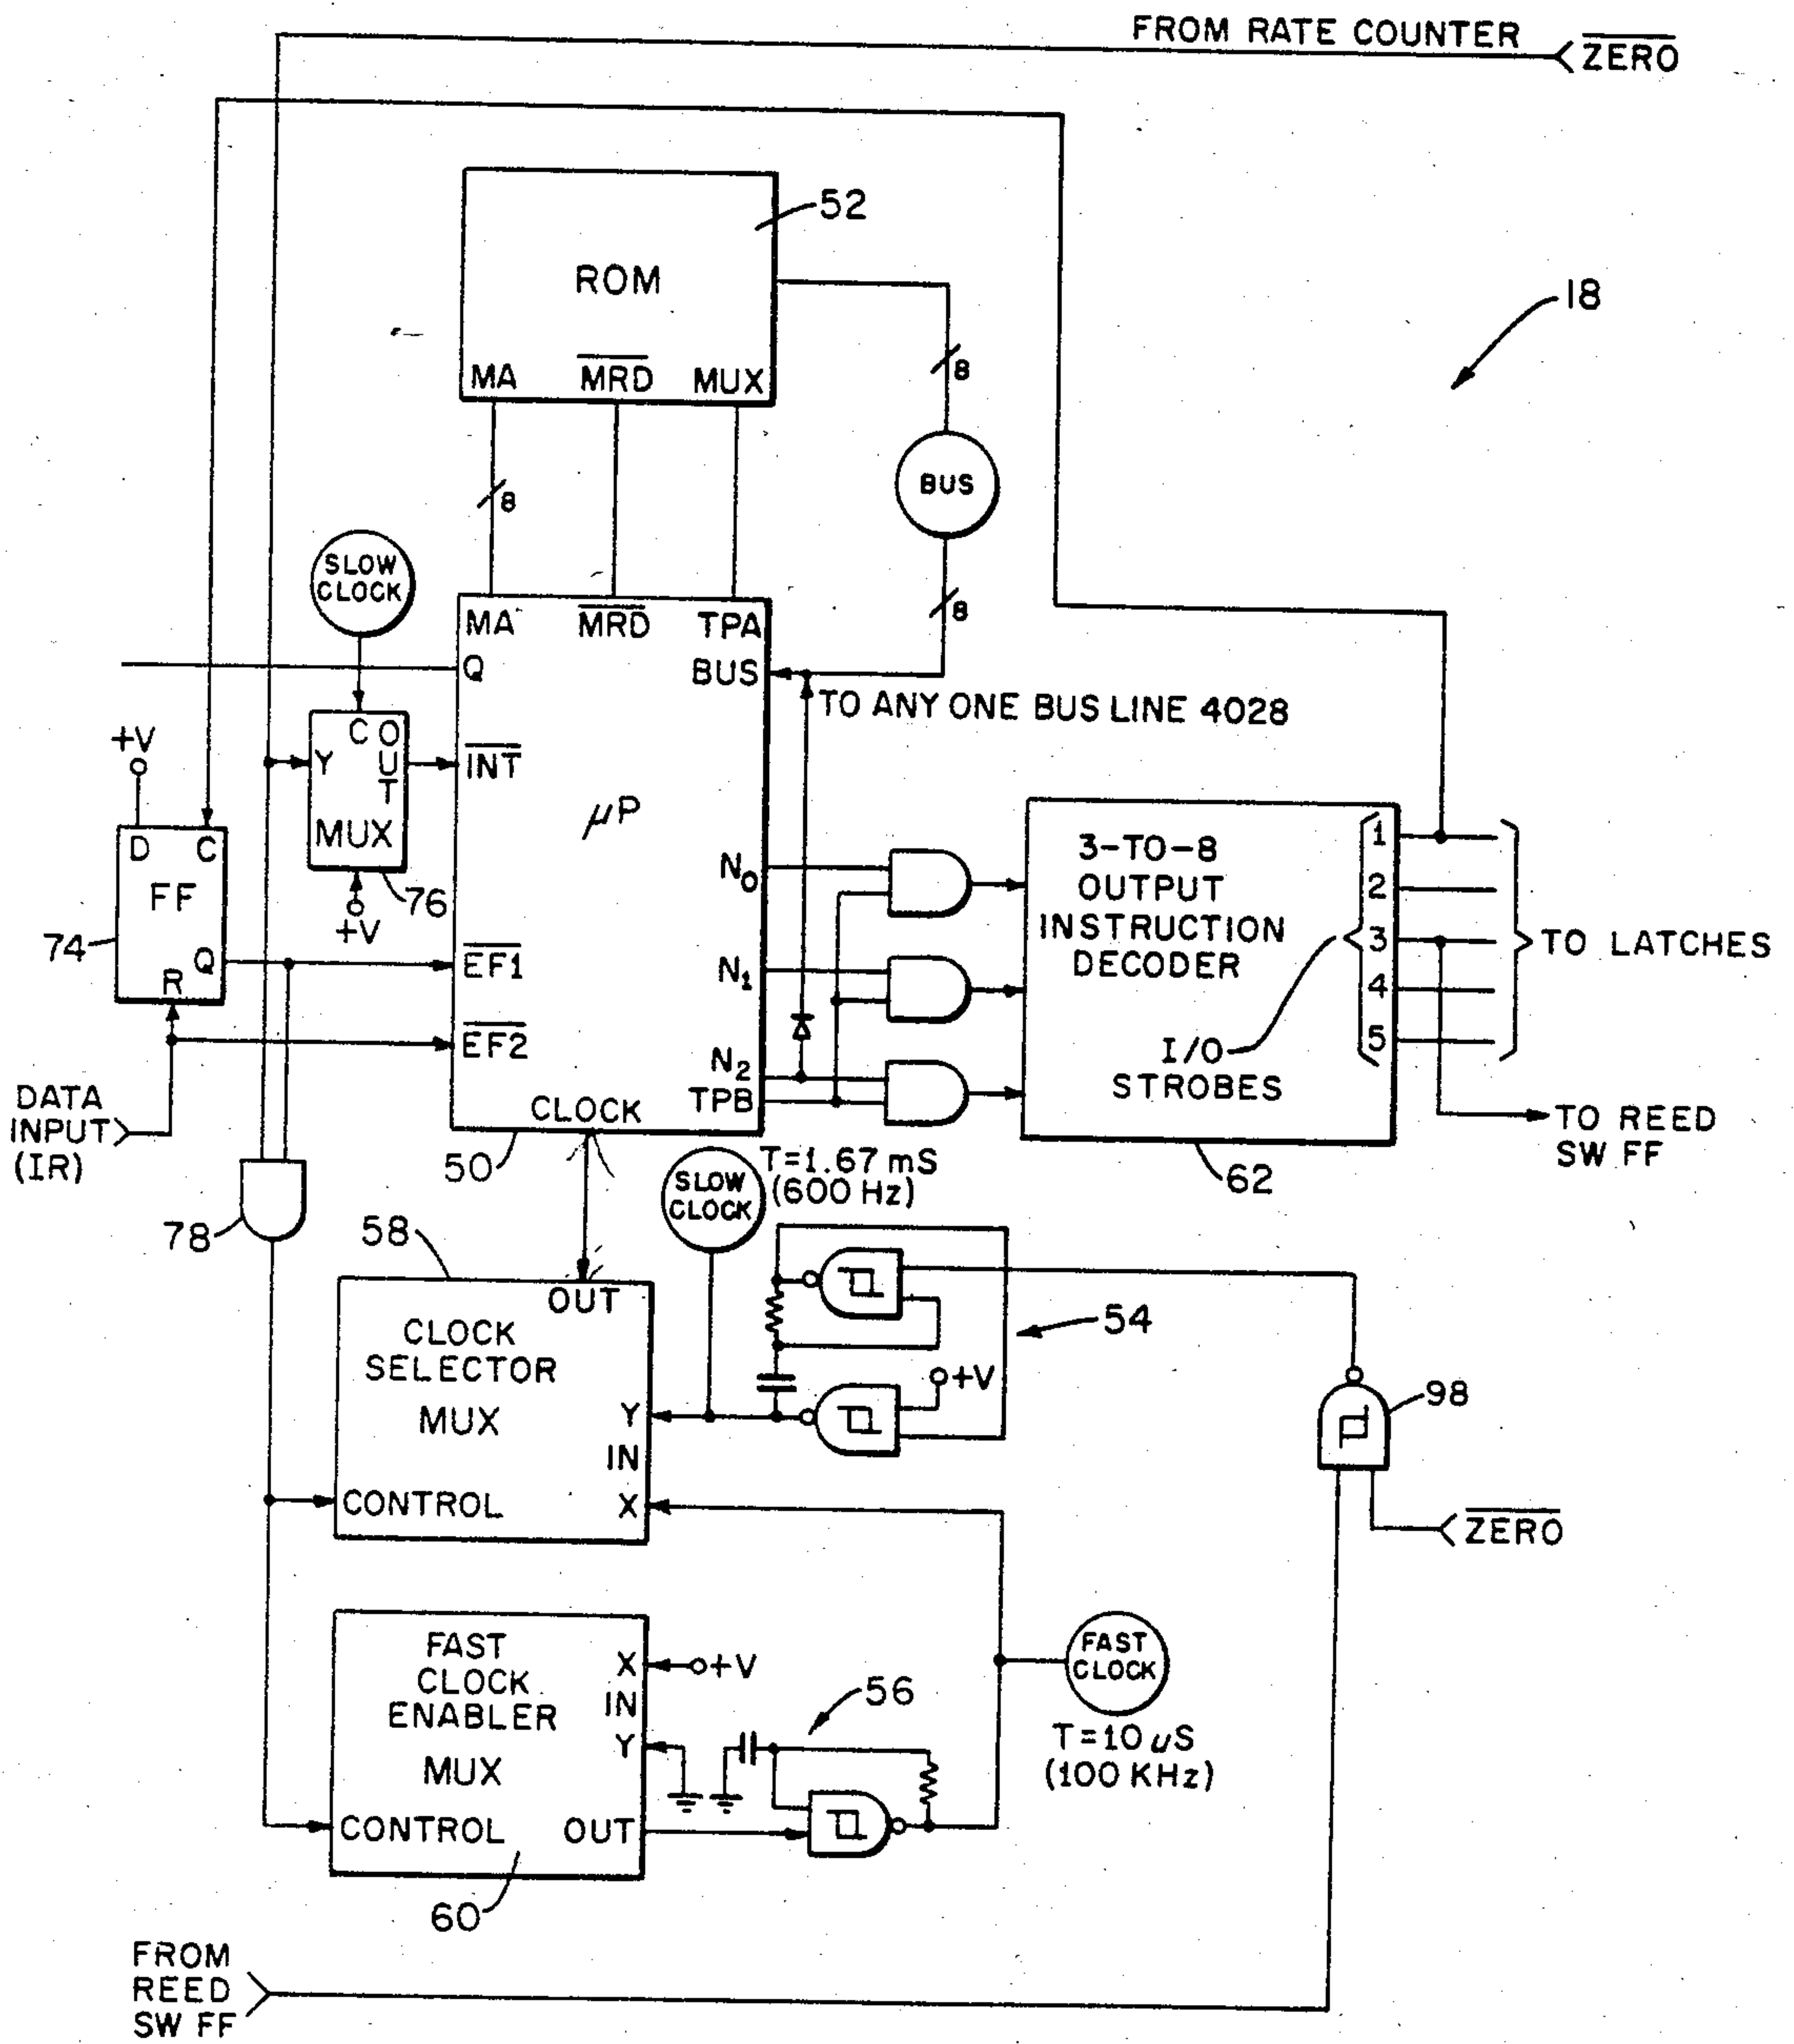 FROM RATE COUNTER
ZERO
52
ROM
18
MA MRD MUX
8
8
BUS
SLOW
CLOCK
8
MA MRD TPA
Q
BUS
TO ANY ONE BUS LINE 4028
+V
C
OUT
Y
INT
MUX
76
+V
μP
D C
FF
74
Q
R
EF1
EF2
N0
N1
N2
TPB
CLOCK
3-TO-8
OUTPUT
INSTRUCTION
DECODER
1
2
3
4
5
I/O
STROBES
TO LATCHES
TO REED
SW FF
62
DATA
INPUT
(IR)
50
78
58
SLOW
CLOCK
T=1.67 mS
(600 Hz)
OUT
CLOCK
SELECTOR
MUX
Y
IN
X
CONTROL
54
+V
98
ZERO
FAST
CLOCK
ENABLER
MUX
X
IN
Y
+V
CONTROL OUT
56
FAST
CLOCK
T=10 μS
(100 KHz)
60
FROM
REED
SW FF